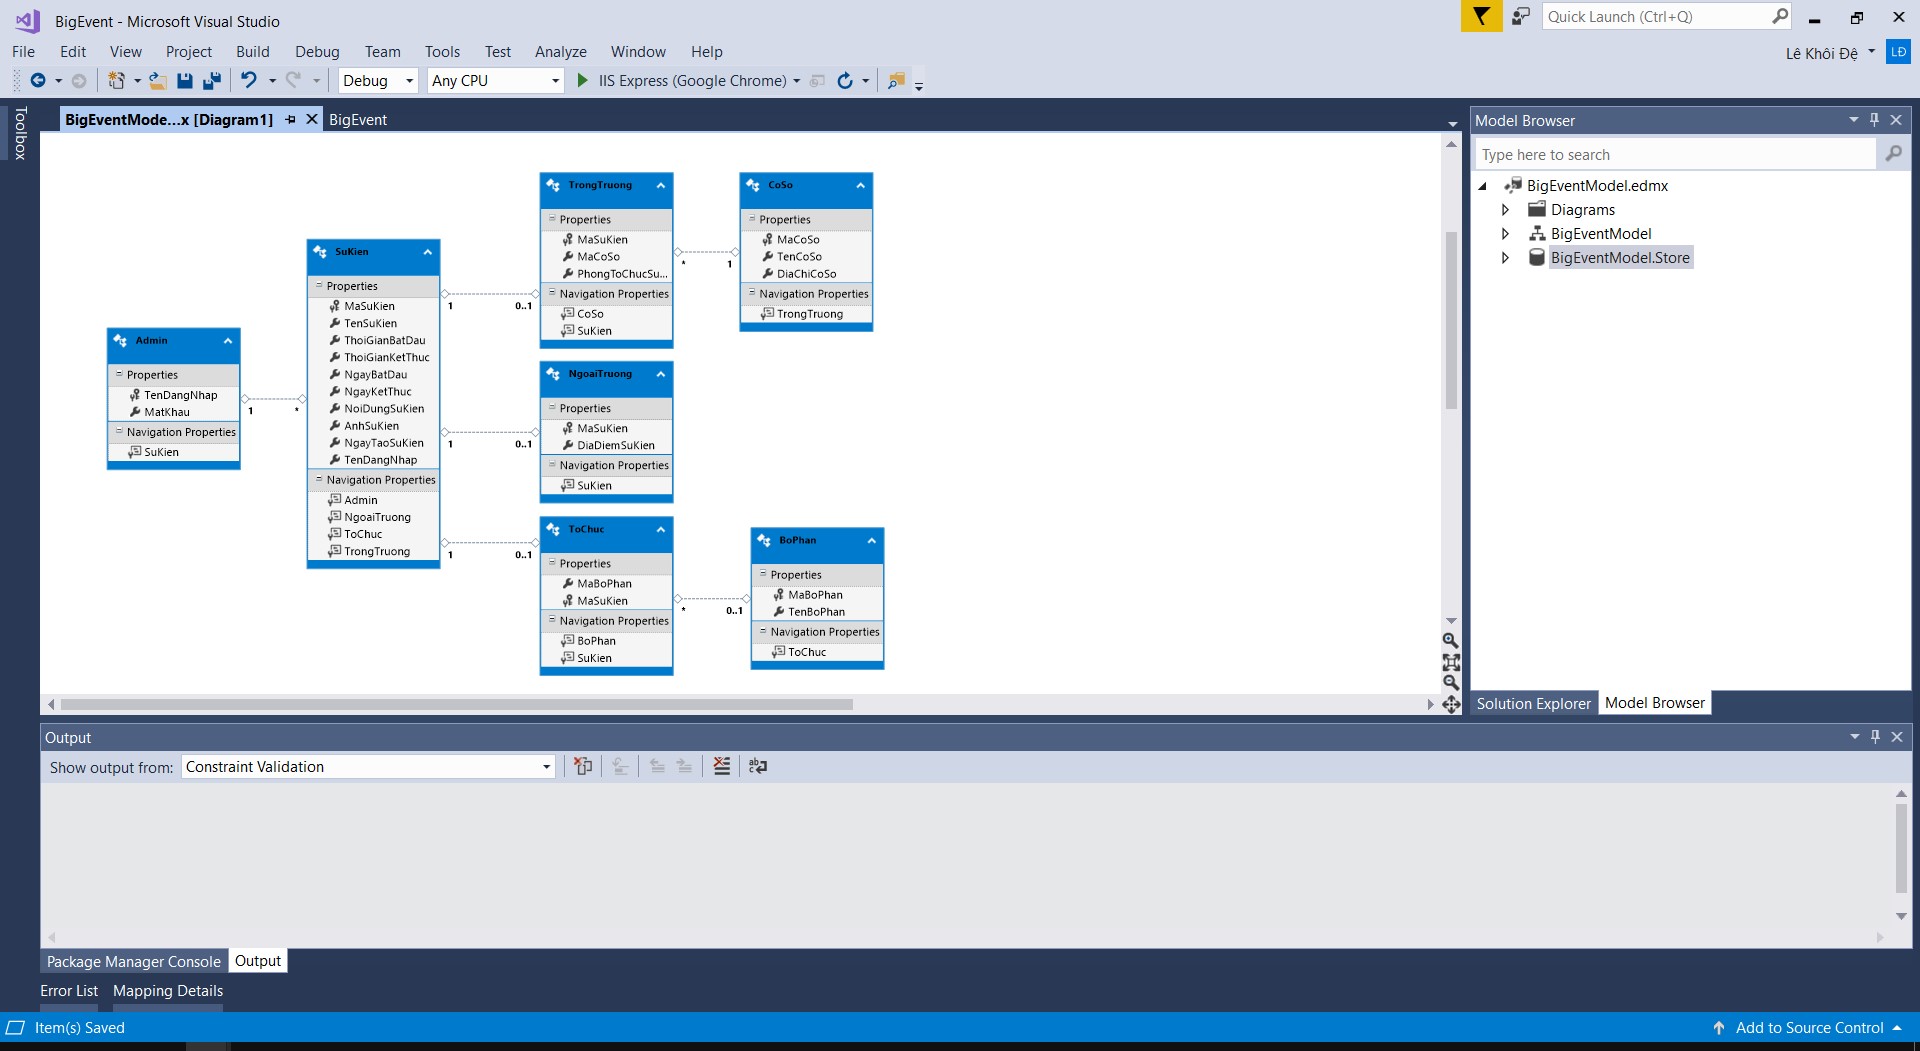 BigEvent - Microsoft Visual Studio
Quick Launch (Ctrl+Q)
File Edit View Project Build Debug Team Tools Test Analyze Window Help
Lê Khôi Đệ
LĐ
Debug
Any CPU
IIS Express (Google Chrome)
Toolbox
BigEventMode...x [Diagram1]
BigEvent
Admin
Properties
TenDangNhap
MatKhau
Navigation Properties
SuKien
1
*
SuKien
Properties
MaSuKien
TenSuKien
ThoiGianBatDau
ThoiGianKetThuc
NgayBatDau
NgayKetThuc
NoiDungSuKien
AnhSuKien
NgayTaoSuKien
TenDangNhap
Navigation Properties
Admin
NgoaiTruong
ToChuc
TrongTruong
1
0..1
1
0..1
1
0..1
TrongTruong
Properties
MaSuKien
MaCoSo
PhongToChucSu...
Navigation Properties
CoSo
SuKien
*
1
CoSo
Properties
MaCoSo
TenCoSo
DiaChiCoSo
Navigation Properties
TrongTruong
NgoaiTruong
Properties
MaSuKien
DiaDiemSuKien
Navigation Properties
SuKien
ToChuc
Properties
MaBoPhan
MaSuKien
Navigation Properties
BoPhan
SuKien
*
0..1
BoPhan
Properties
MaBoPhan
TenBoPhan
Navigation Properties
ToChuc
Model Browser
Type here to search
BigEventModel.edmx
Diagrams
BigEventModel
BigEventModel.Store
Solution Explorer
Model Browser
Output
Show output from: Constraint Validation
Package Manager Console
Output
Error List
Mapping Details
Item(s) Saved
Add to Source Control